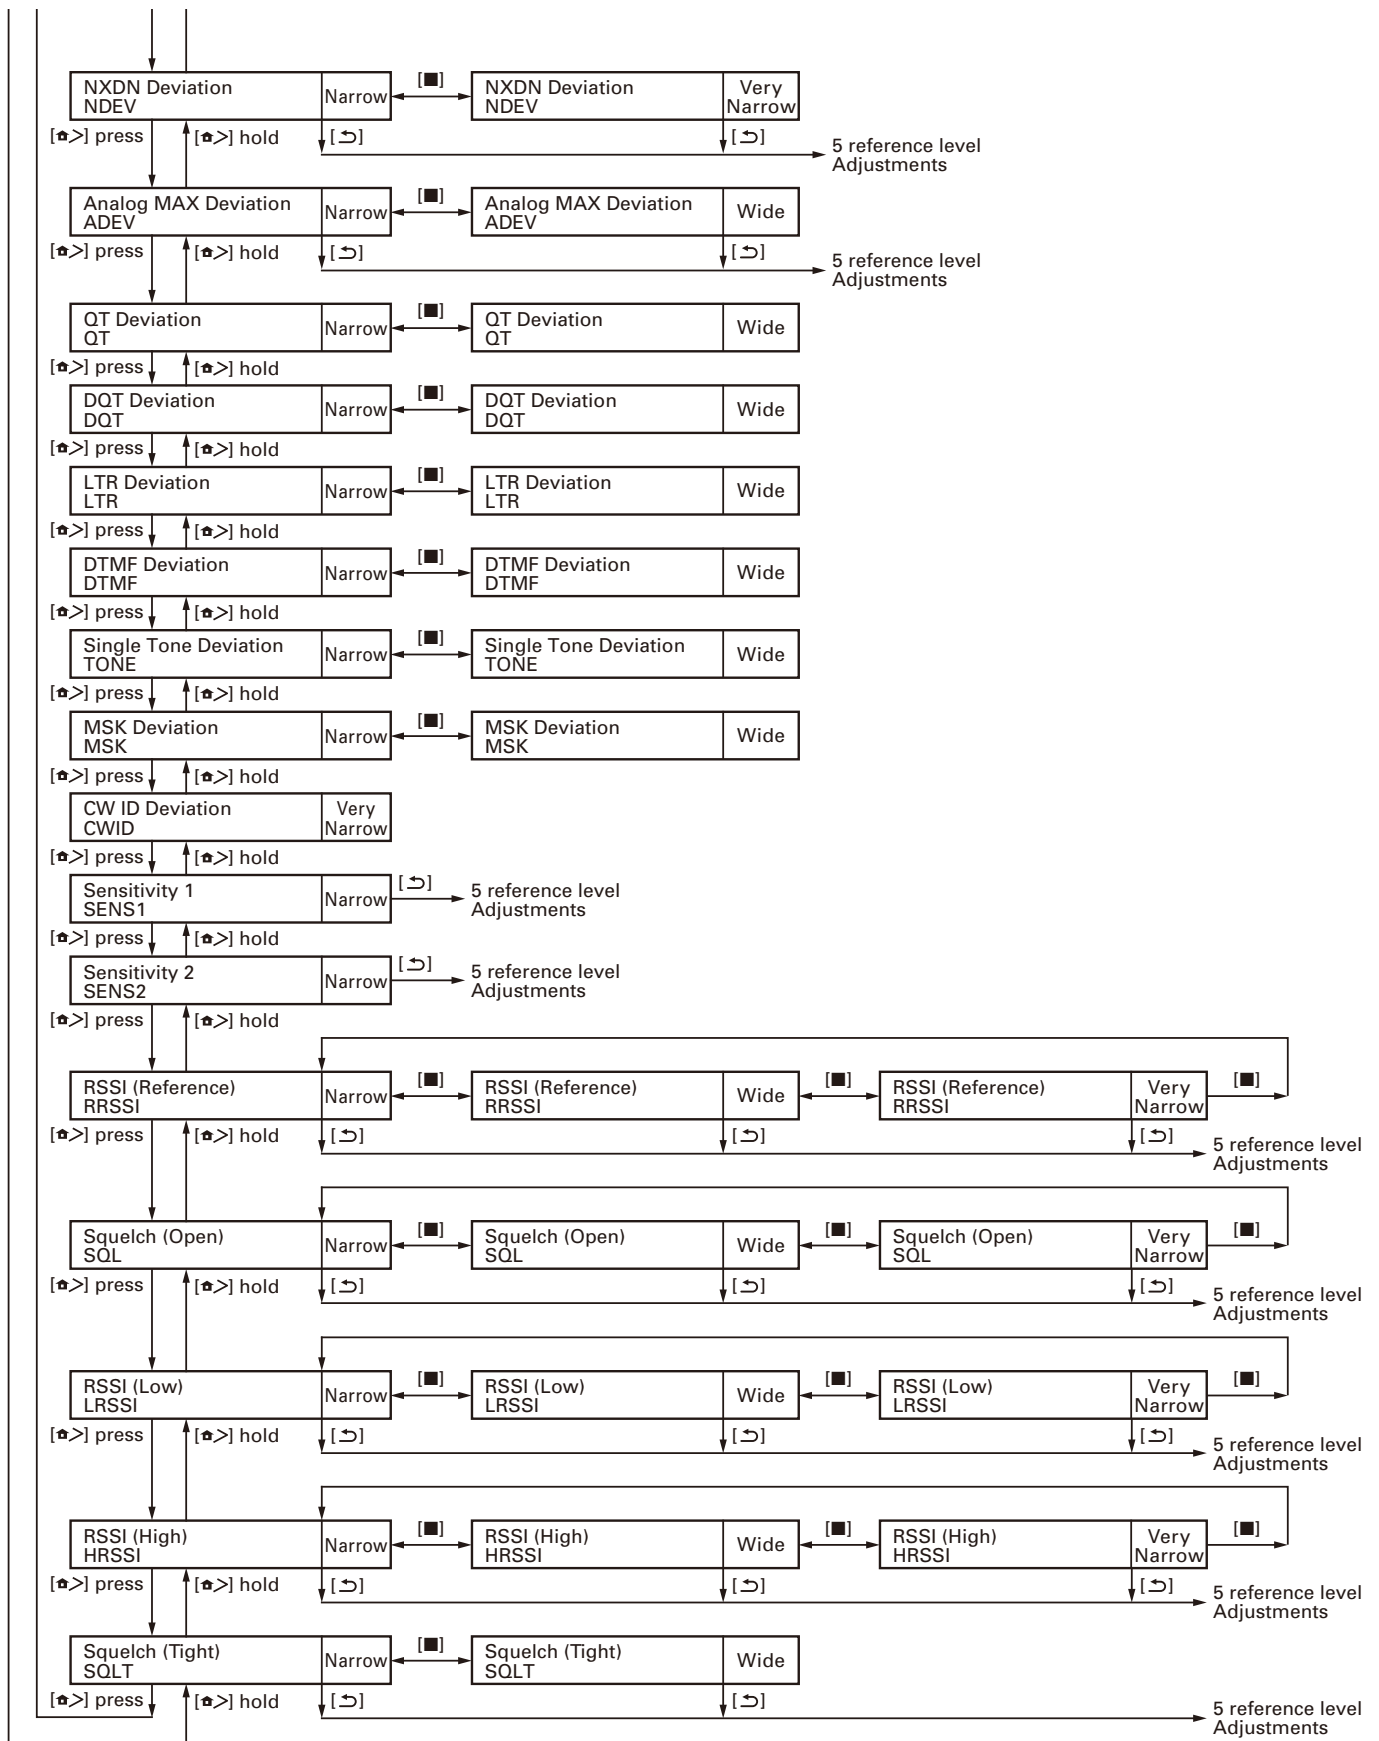 NXDN Deviation
NDEV
Narrow
[■]
NXDN Deviation
NDEV
Very
Narrow
[⌂>] press
[⌂>] hold
[⮌]
[⮌]
5 reference level
Adjustments
Analog MAX Deviation
ADEV
Narrow
[■]
Analog MAX Deviation
ADEV
Wide
[⌂>] press
[⌂>] hold
[⮌]
[⮌]
5 reference level
Adjustments
QT Deviation
QT
Narrow
[■]
QT Deviation
QT
Wide
[⌂>] press
[⌂>] hold
DQT Deviation
DQT
Narrow
[■]
DQT Deviation
DQT
Wide
[⌂>] press
[⌂>] hold
LTR Deviation
LTR
Narrow
[■]
LTR Deviation
LTR
Wide
[⌂>] press
[⌂>] hold
DTMF Deviation
DTMF
Narrow
[■]
DTMF Deviation
DTMF
Wide
[⌂>] press
[⌂>] hold
Single Tone Deviation
TONE
Narrow
[■]
Single Tone Deviation
TONE
Wide
[⌂>] press
[⌂>] hold
MSK Deviation
MSK
Narrow
[■]
MSK Deviation
MSK
Wide
[⌂>] press
[⌂>] hold
CW ID Deviation
CWID
Very
Narrow
[⌂>] press
[⌂>] hold
Sensitivity 1
SENS1
Narrow
[⮌]
5 reference level
Adjustments
[⌂>] press
[⌂>] hold
Sensitivity 2
SENS2
Narrow
[⮌]
5 reference level
Adjustments
[⌂>] press
[⌂>] hold
RSSI (Reference)
RRSSI
Narrow
[■]
RSSI (Reference)
RRSSI
Wide
[■]
RSSI (Reference)
RRSSI
Very
Narrow
[■]
[⌂>] press
[⌂>] hold
[⮌]
[⮌]
[⮌]
5 reference level
Adjustments
Squelch (Open)
SQL
Narrow
[■]
Squelch (Open)
SQL
Wide
[■]
Squelch (Open)
SQL
Very
Narrow
[■]
[⌂>] press
[⌂>] hold
[⮌]
[⮌]
[⮌]
5 reference level
Adjustments
RSSI (Low)
LRSSI
Narrow
[■]
RSSI (Low)
LRSSI
Wide
[■]
RSSI (Low)
LRSSI
Very
Narrow
[■]
[⌂>] press
[⌂>] hold
[⮌]
[⮌]
[⮌]
5 reference level
Adjustments
RSSI (High)
HRSSI
Narrow
[■]
RSSI (High)
HRSSI
Wide
[■]
RSSI (High)
HRSSI
Very
Narrow
[■]
[⌂>] press
[⌂>] hold
[⮌]
[⮌]
[⮌]
5 reference level
Adjustments
Squelch (Tight)
SQLT
Narrow
[■]
Squelch (Tight)
SQLT
Wide
[⌂>] press
[⌂>] hold
[⮌]
[⮌]
5 reference level
Adjustments